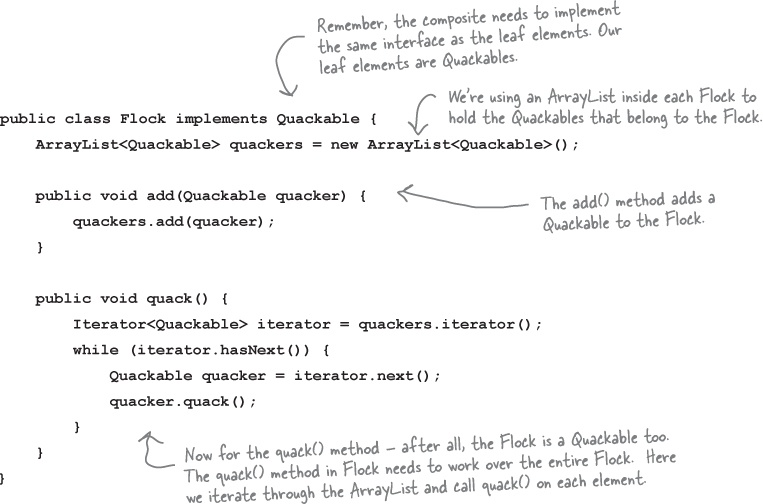 Remember, the composite needs to implement
the same interface as the leaf elements. Our
leaf elements are Quackables.
public class Flock implements Quackable {
We're using an ArrayList inside each Flock to
hold the Quackables that belong to the Flock.
ArrayList<Quackable> quackers = new ArrayList<Quackable>();
public void add(Quackable quacker) {
The add() method adds a
Quackable to the Flock.
quackers.add(quacker);
}
public void quack() {
Iterator<Quackable> iterator = quackers.iterator();
while (iterator.hasNext()) {
Quackable quacker = iterator.next();
quacker.quack();
}
}
}
Now for the quack() method – after all, the Flock is a Quackable too.
The quack() method in Flock needs to work over the entire Flock. Here
we iterate through the ArrayList and call quack() on each element.